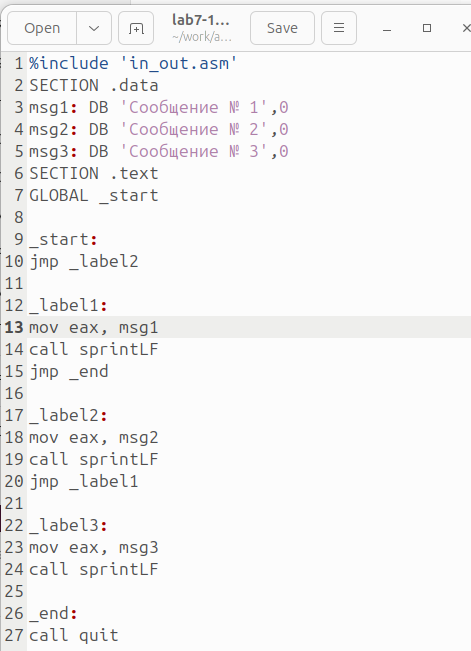 Open
lab7-1...
~/work/a...
Save
1 %include 'in_out.asm'
2 SECTION .data
3 msg1: DB 'Сообщение № 1',0
4 msg2: DB 'Сообщение № 2',0
5 msg3: DB 'Сообщение № 3',0
6 SECTION .text
7 GLOBAL _start
8
9 _start:
10 jmp _label2
11
12 _label1:
13 mov eax, msg1
14 call sprintLF
15 jmp _end
16
17 _label2:
18 mov eax, msg2
19 call sprintLF
20 jmp _label1
21
22 _label3:
23 mov eax, msg3
24 call sprintLF
25
26 _end:
27 call quit